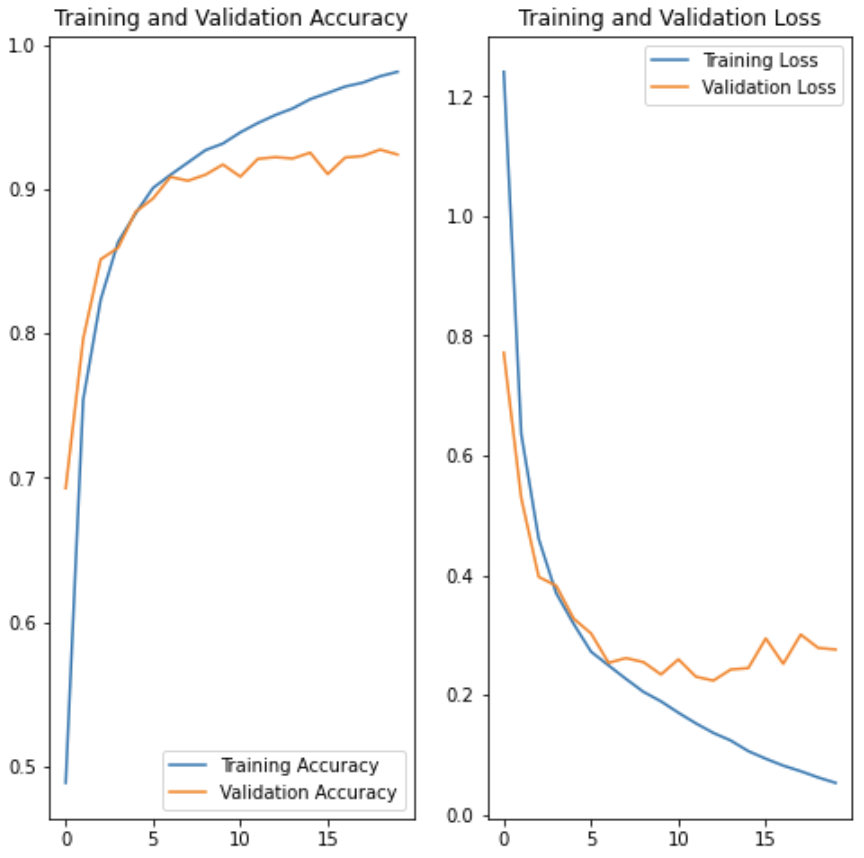 Training and Validation Accuracy
1.0
0.9
0.8
0.7
0.6
0.5
Training Accuracy
Validation Accuracy
0 5 10 15
Training and Validation Loss
Training Loss
Validation Loss
1.2
1.0
0.8
0.6
0.4
0.2
0.0
0 5 10 15